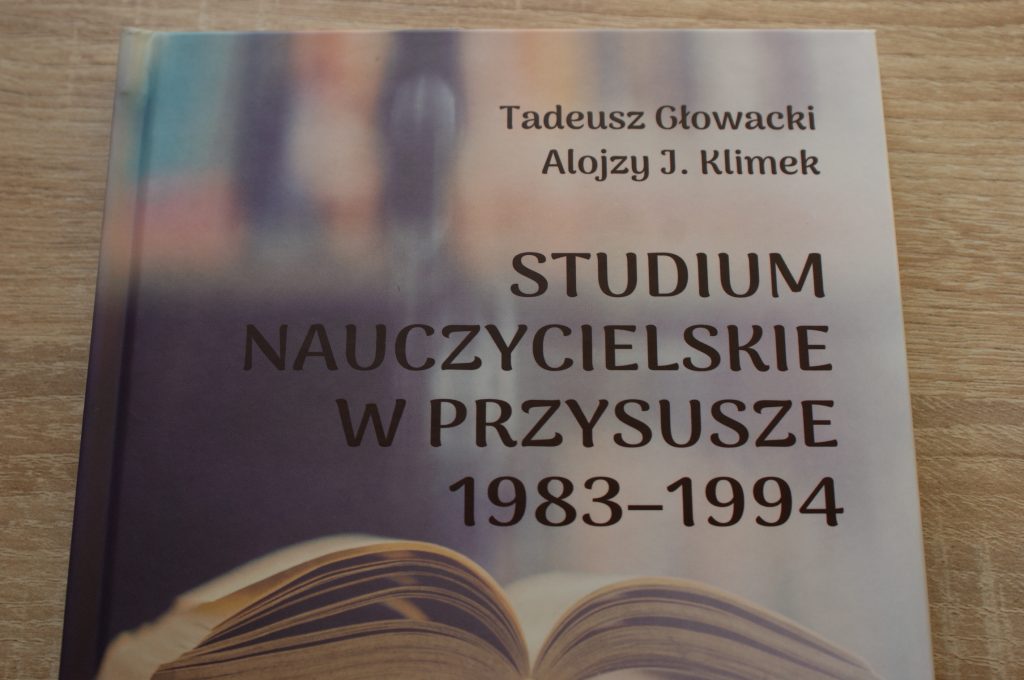 Tadeusz Głowacki
Alojzy J. Klimek
STUDIUM
NAUCZYCIELSKIE
W PRZYSUSZE
1983–1994